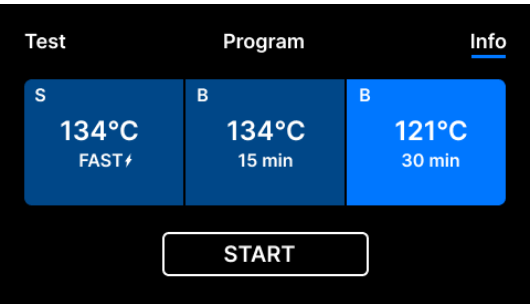 Test Program Info
S B B
134°C 134°C 121°C
FAST⚡ 15 min 30 min
START